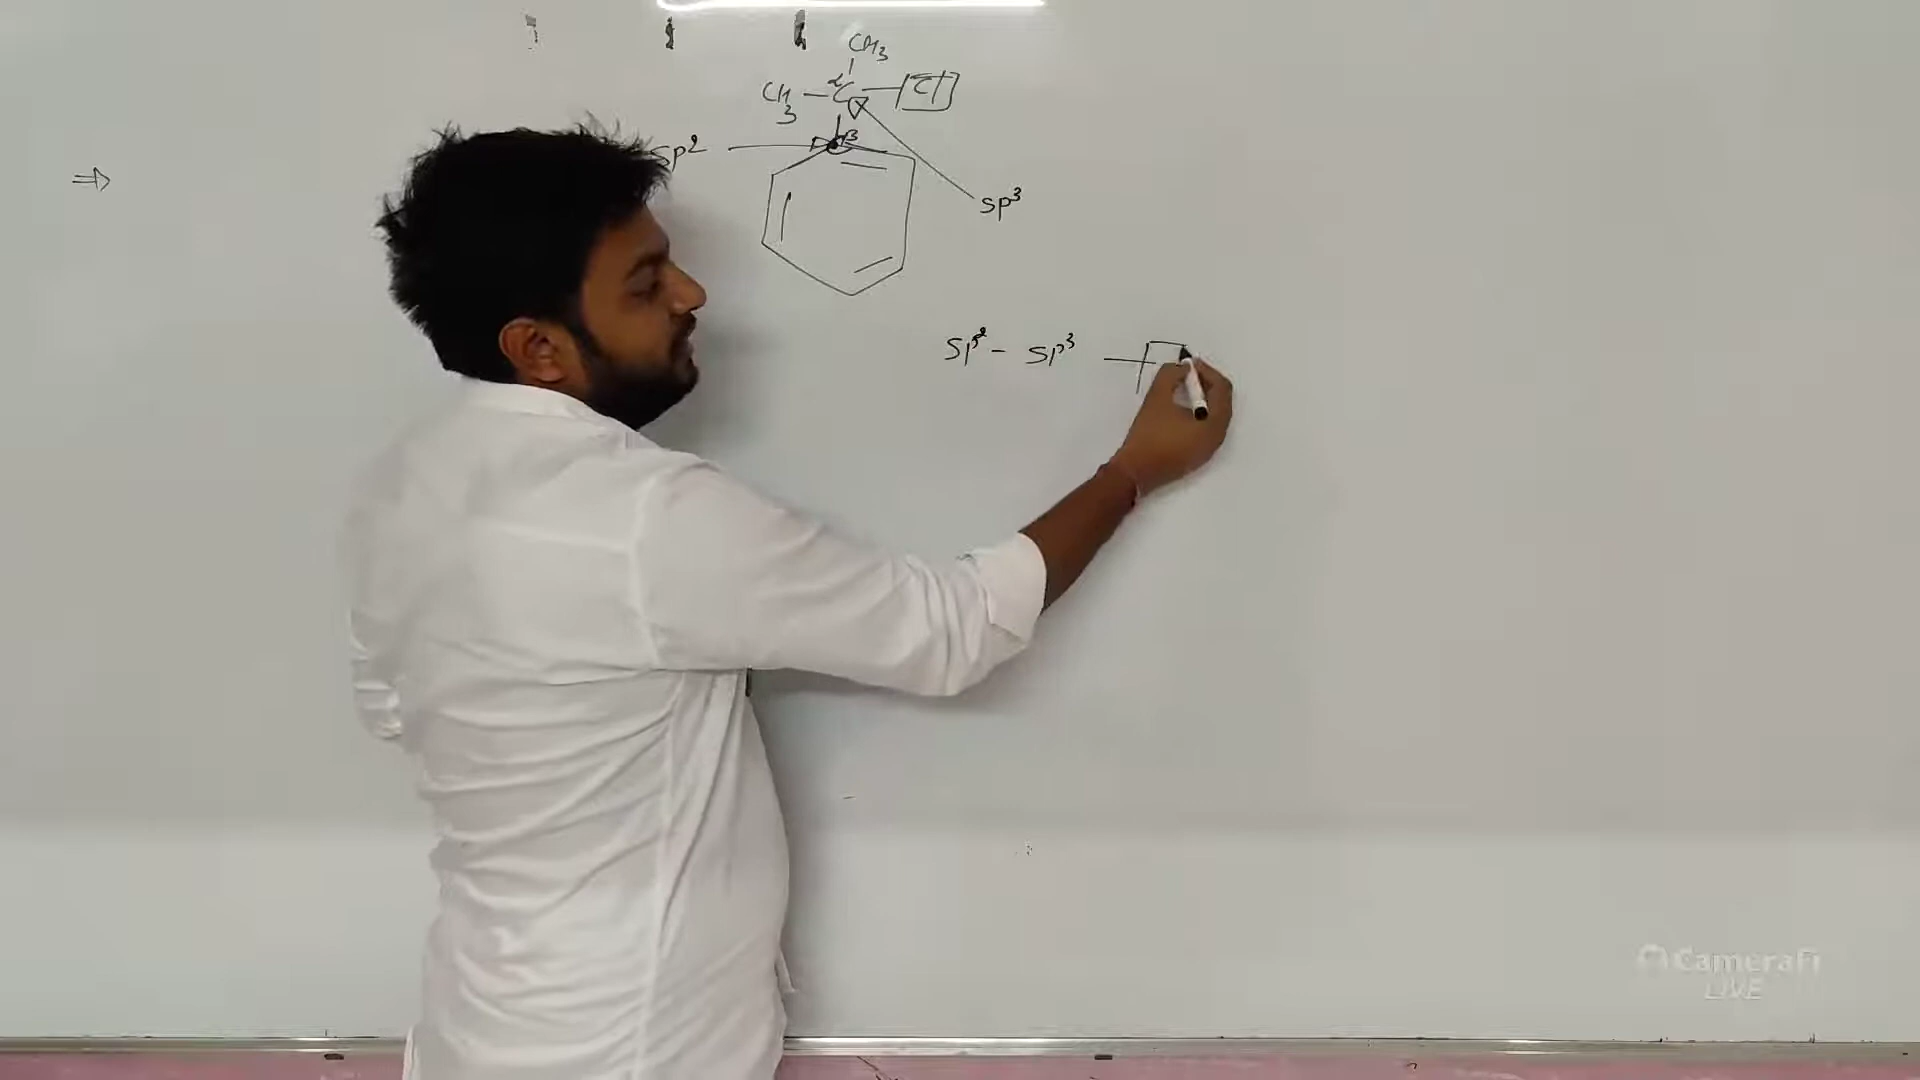 CH3
CH3 - C - Cl
α
β
⇒
sp²
sp³
sp² - sp³ -
CameraFi
LIVE